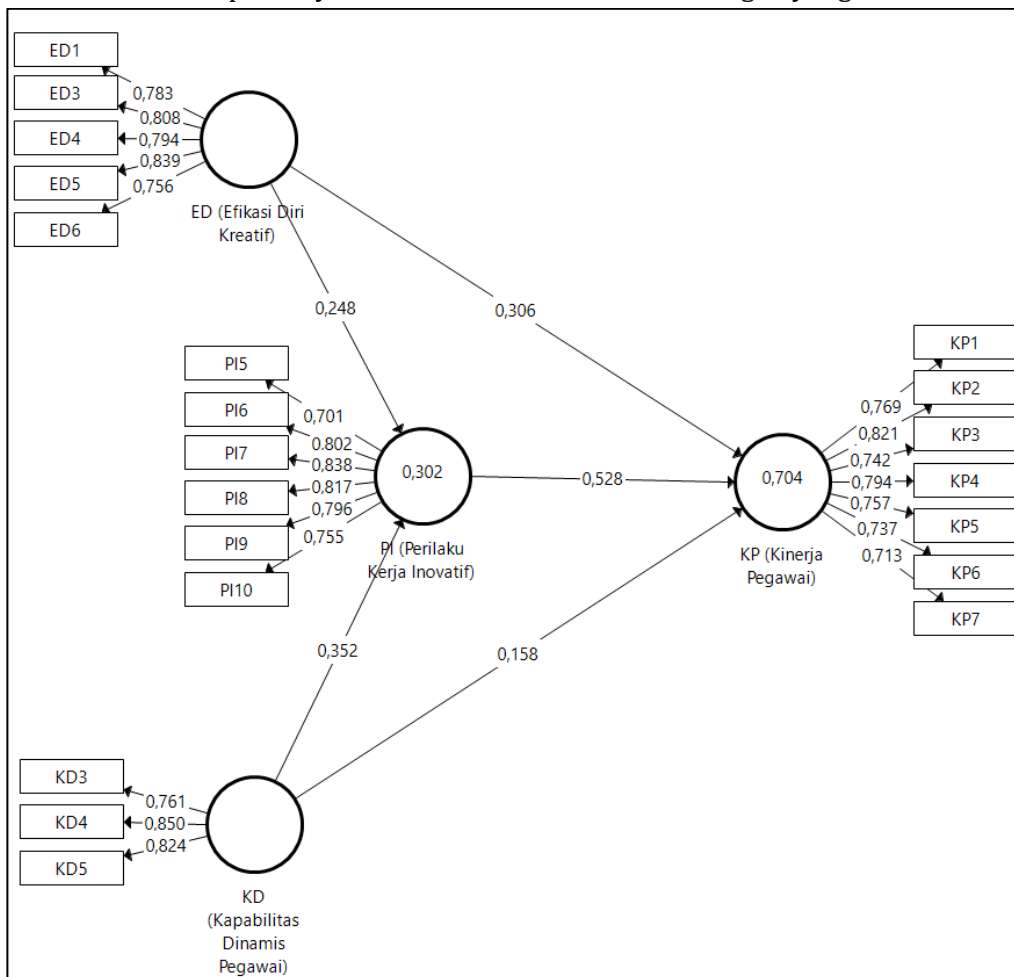 ED1
ED3
ED4
ED5
ED6
0,783
0,808
0,794
0,839
0,756
ED (Efikasi Diri
Kreatif)
0,248
0,306
PI5
PI6
PI7
PI8
PI9
PI10
0,701
0,802
0,838
0,817
0,796
0,755
0,302
PI (Perilaku
Kerja Inovatif)
0,528
0,704
KP (Kinerja
Pegawai)
0,769
0,821
0,742
0,794
0,757
0,737
0,713
KP1
KP2
KP3
KP4
KP5
KP6
KP7
0,352
0,158
KD3
KD4
KD5
0,761
0,850
0,824
KD
(Kapabilitas
Dinamis
Pegawai)